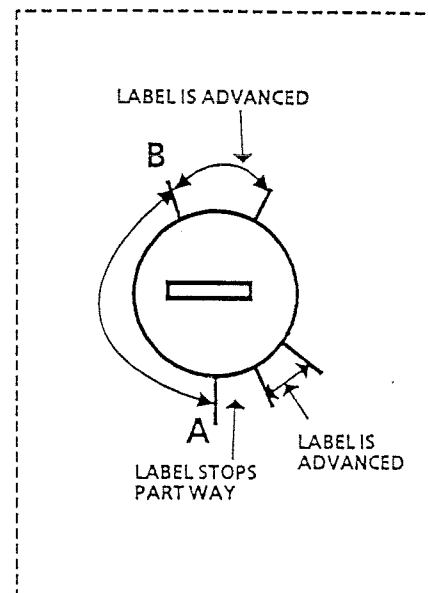 LABEL IS ADVANCED
B
A
LABEL IS
ADVANCED
LABEL STOPS
PART WAY